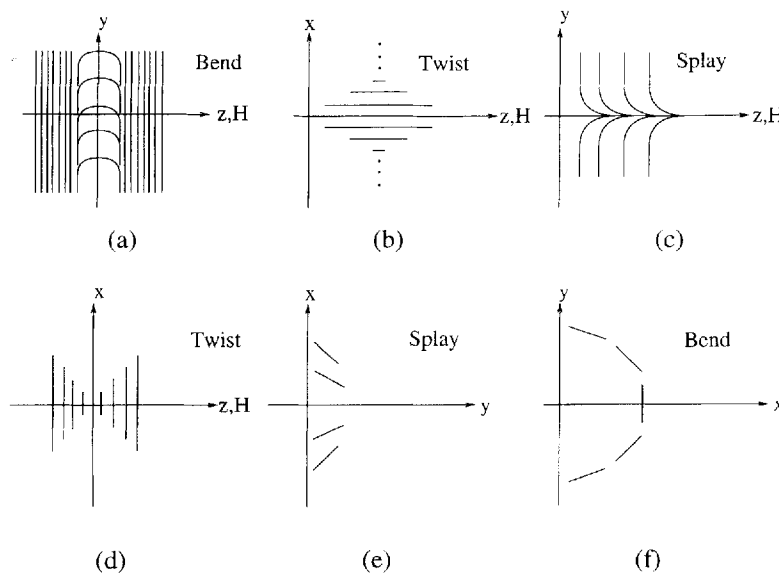 y
x
Bend
Twist
Splay
z,H
z,H
z,H
(a)
(b)
(c)
x
x
y
Twist
Splay
Bend
z,H
y
x
(d)
(e)
(f)